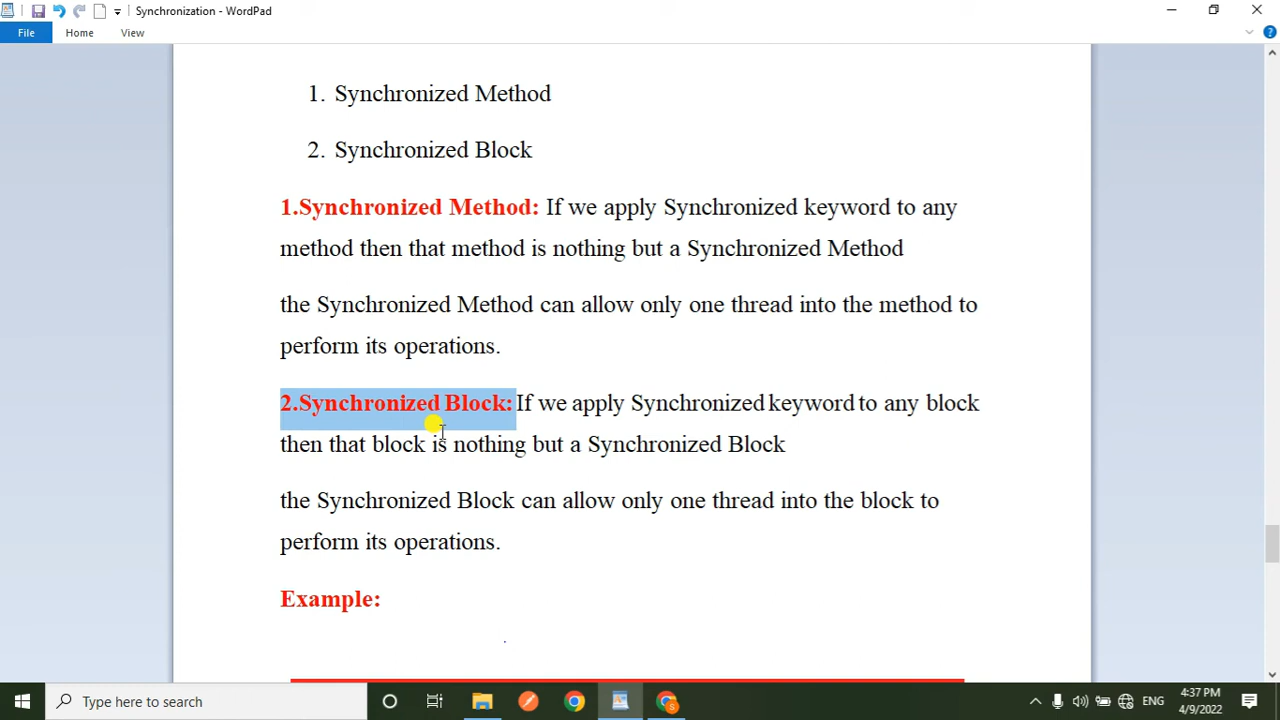 Synchronization - WordPad
File Home View
1. Synchronized Method
2. Synchronized Block
1.Synchronized Method: If we apply Synchronized keyword to any
method then that method is nothing but a Synchronized Method
the Synchronized Method can allow only one thread into the method to
perform its operations.
2.Synchronized Block: If we apply Synchronized keyword to any block
then that block is nothing but a Synchronized Block
the Synchronized Block can allow only one thread into the block to
perform its operations.
Example:
Type here to search
ENG
4:37 PM
4/9/2022